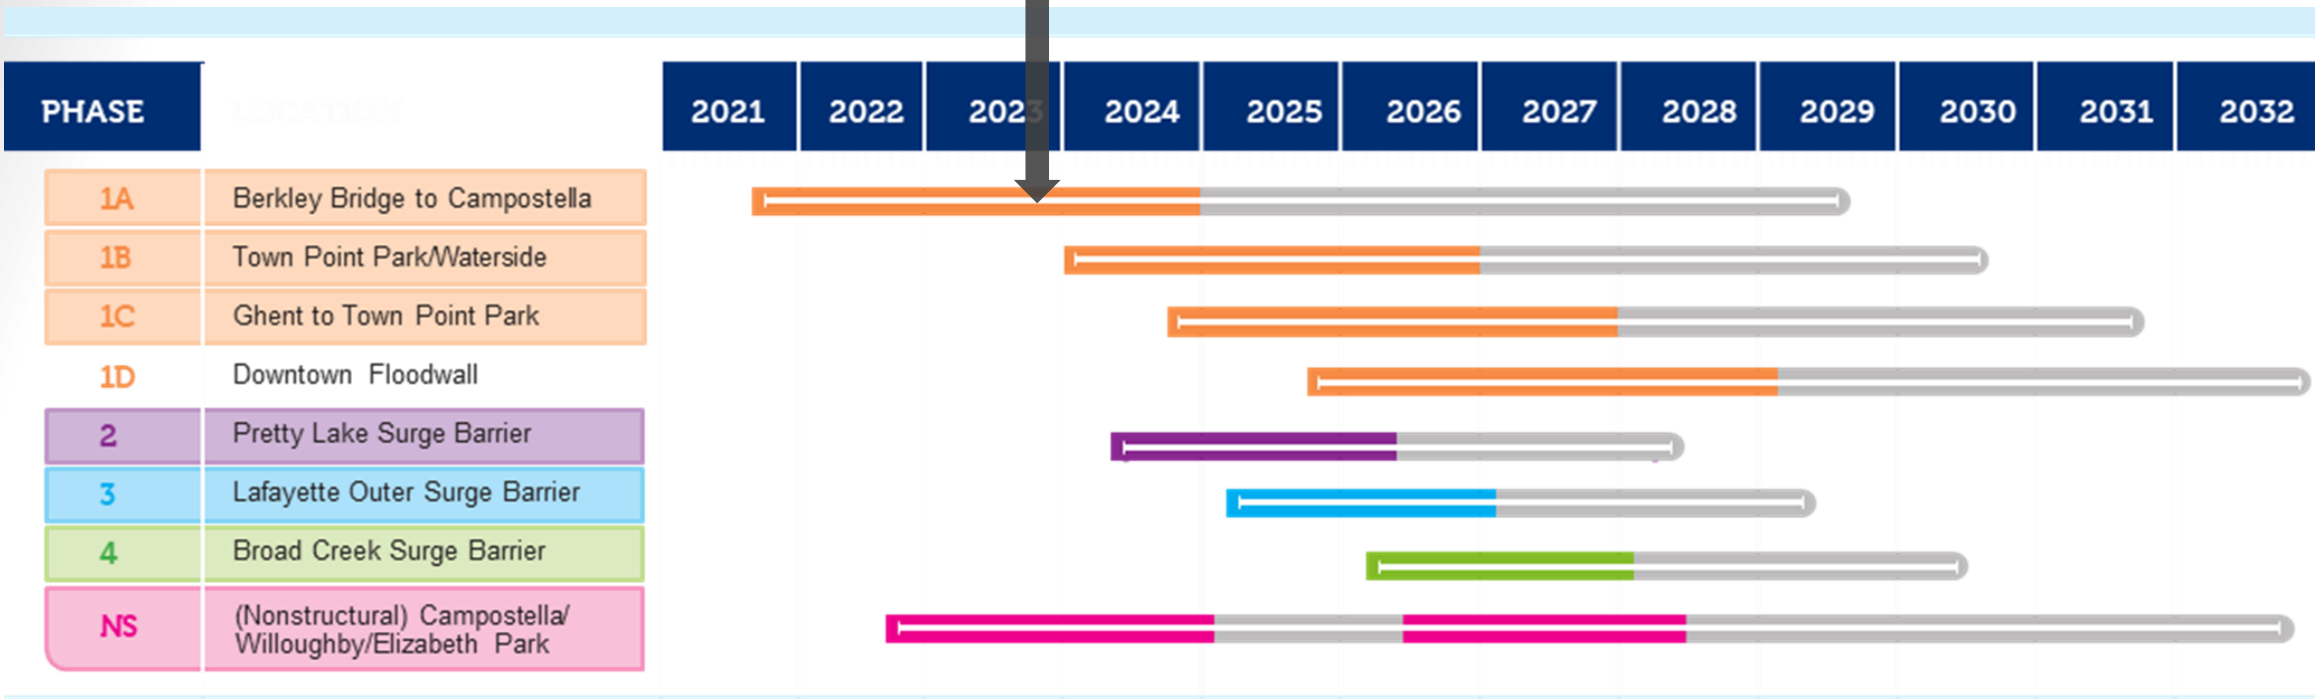 PHASE LOCATION 2021 2022 2023 2024 2025 2026 2027 2028 2029 2030 2031 2032
1A Berkley Bridge to Campostella
1B Town Point Park/Waterside
1C Ghent to Town Point Park
1D Downtown Floodwall
2 Pretty Lake Surge Barrier
3 Lafayette Outer Surge Barrier
4 Broad Creek Surge Barrier
NS (Nonstructural) Campostella/
Willoughby/Elizabeth Park